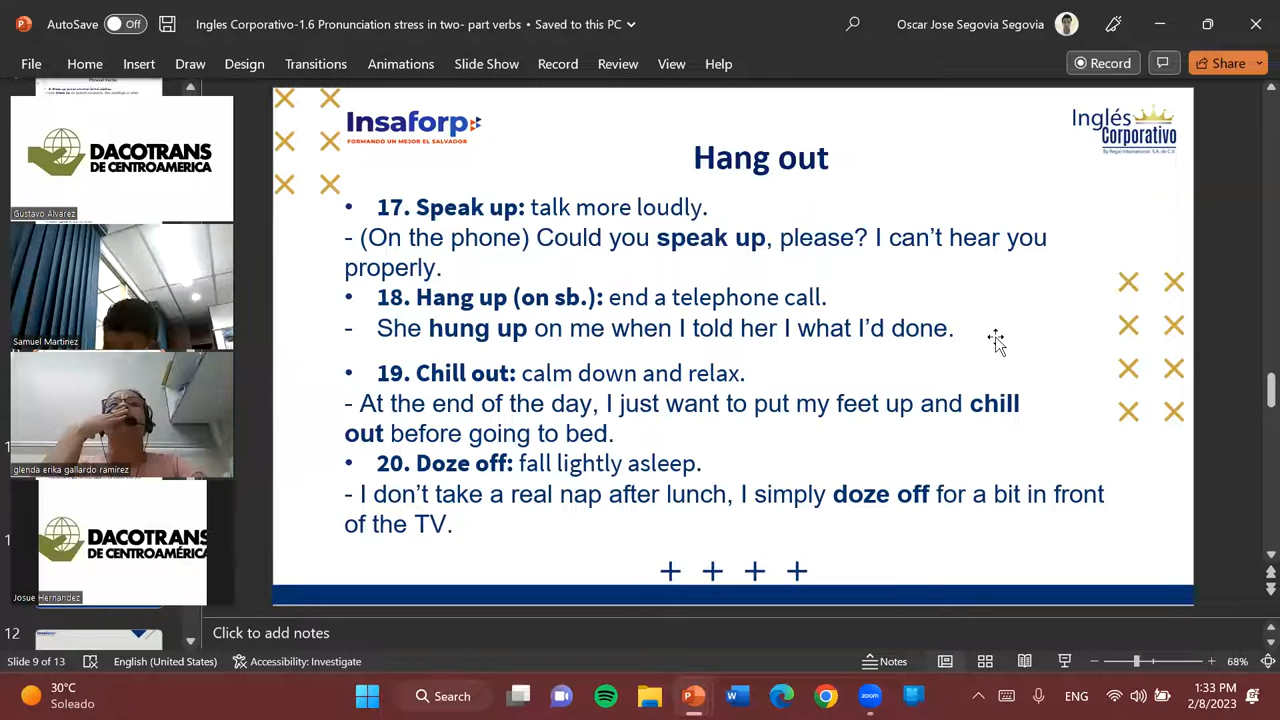 AutoSave Off Ingles Corporativo-1.6 Pronunciation stress in two- part verbs • Saved to this PC Oscar Jose Segovia Segovia
File Home Insert Draw Design Transitions Animations Slide Show Record Review View Help Record Share
DACOTRANS
DE CENTROAMERICA
Gustavo Alvarez
Samuel Martinez
glenda erika gallardo ramirez
DACOTRANS
DE CENTROAMÉRICA
Josue Hernandez
12
Insaforp
FORMANDO UN MEJOR EL SALVADOR
Inglés
Corporativo
By Regal International, S.A. de C.V.
Hang out
• 17. Speak up: talk more loudly.
- (On the phone) Could you speak up, please? I can't hear you
properly.
• 18. Hang up (on sb.): end a telephone call.
- She hung up on me when I told her I what I'd done.
• 19. Chill out: calm down and relax.
- At the end of the day, I just want to put my feet up and chill
out before going to bed.
• 20. Doze off: fall lightly asleep.
- I don't take a real nap after lunch, I simply doze off for a bit in front
of the TV.
Click to add notes
Slide 9 of 13 English (United States) Accessibility: Investigate Notes 68%
30°C
Soleado
Search
ENG
1:33 PM
2/8/2023